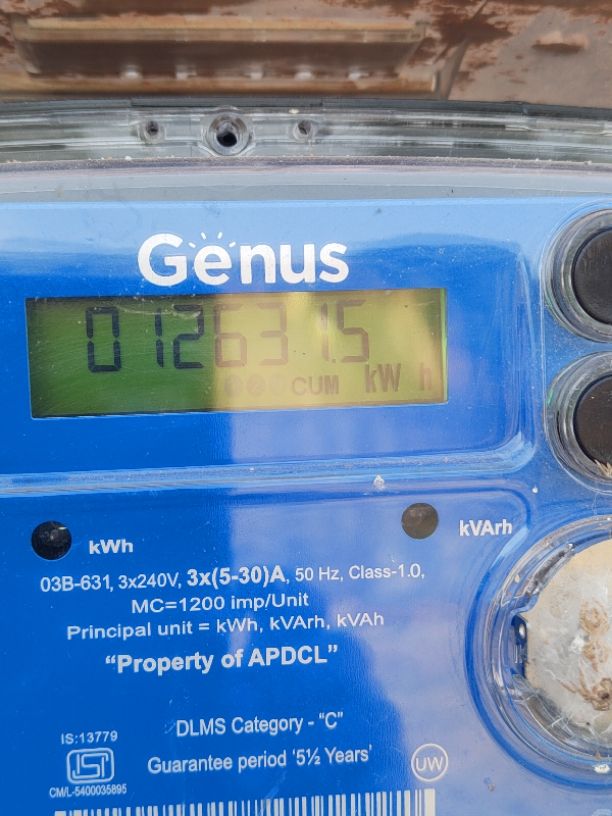 Genus
012631.5
CUM kW h
kWh
kVArh
03B-631, 3x240V, 3x(5-30)A, 50 Hz, Class-1.0,
MC=1200 imp/Unit
Principal unit = kWh, kVArh, kVAh
“Property of APDCL”
DLMS Category - “C”
IS:13779
Guarantee period ‘5½ Years’
UW
CM/L-5400035895